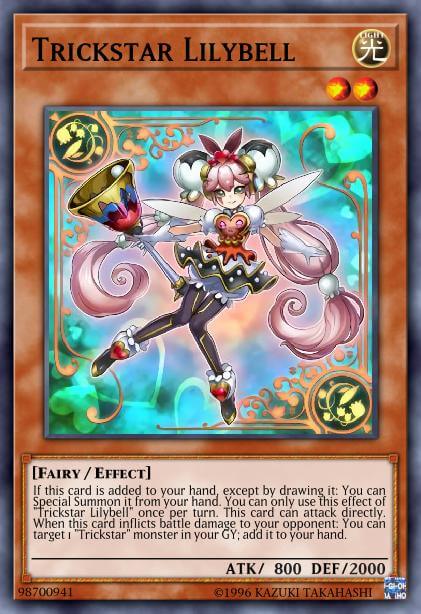 TRICKSTAR LILYBELL
LIGHT
光
[FAIRY / EFFECT]
If this card is added to your hand, except by drawing it: You can
Special Summon it from your hand. You can only use this effect of
"Trickstar Lilybell" once per turn. This card can attack directly.
When this card inflicts battle damage to your opponent: You can
target 1 "Trickstar" monster in your GY; add it to your hand.
ATK/ 800 DEF/2000
98700941
©1996 KAZUKI TAKAHASHI